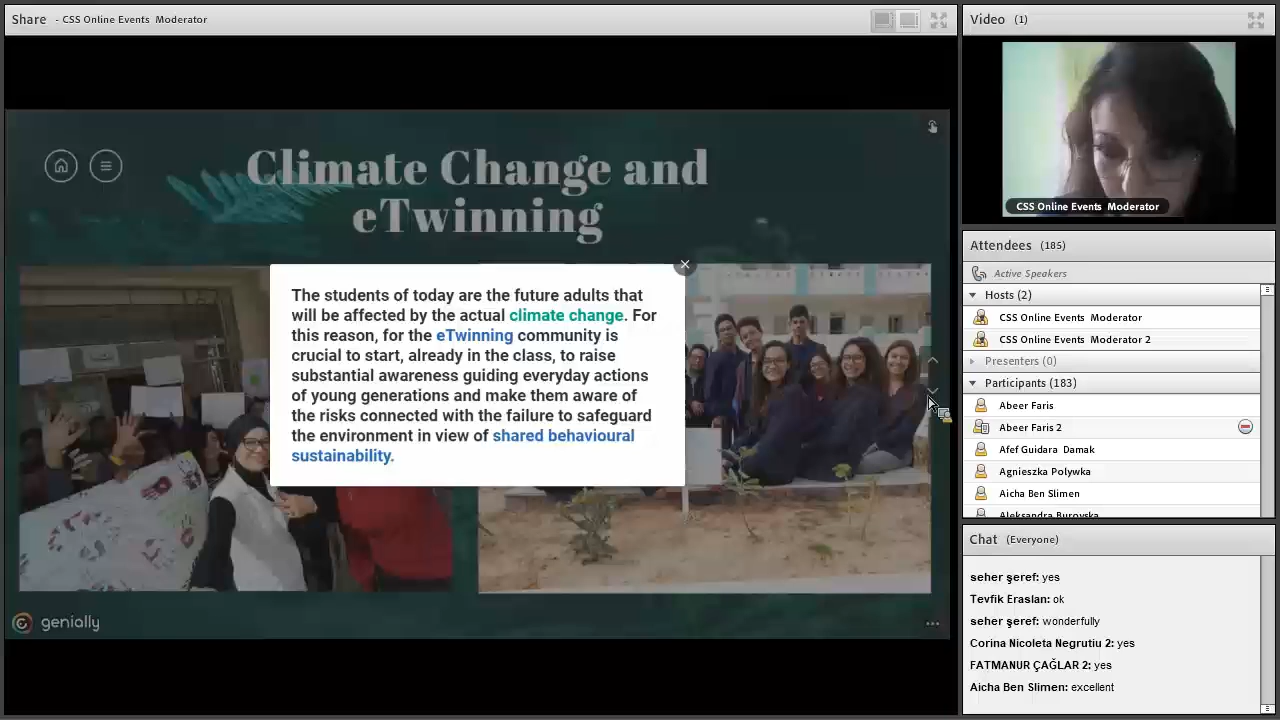 Share - CSS Online Events Moderator
Climate Change and
eTwinning
The students of today are the future adults that
will be affected by the actual climate change. For
this reason, for the eTwinning community is
crucial to start, already in the class, to raise
substantial awareness guiding everyday actions
of young generations and make them aware of
the risks connected with the failure to safeguard
the environment in view of shared behavioural
sustainability.
genially
Video (1)
CSS Online Events Moderator
Attendees (185)
Active Speakers
Hosts (2)
CSS Online Events Moderator
CSS Online Events Moderator 2
Presenters (0)
Participants (183)
Abeer Faris
Abeer Faris 2
Afef Guidara Damak
Agnieszka Polywka
Aicha Ben Slimen
Aleksandra Burovska
Chat (Everyone)
seher şeref: yes
Tevfik Eraslan: ok
seher şeref: wonderfully
Corina Nicoleta Negrutiu 2: yes
FATMANUR ÇAĞLAR 2: yes
Aicha Ben Slimen: excellent